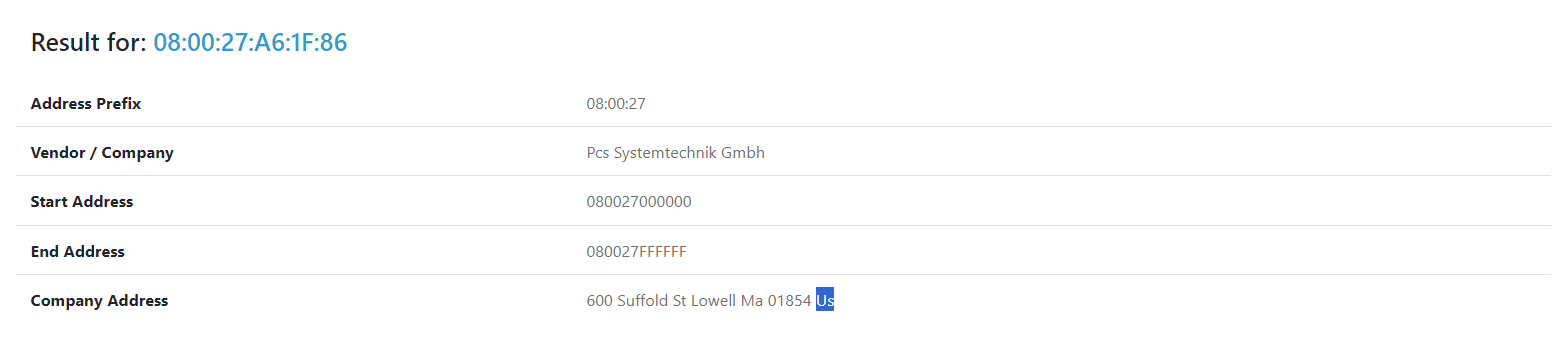 Result for: 08:00:27:A6:1F:86
Address Prefix 08:00:27
Vendor / Company Pcs Systemtechnik Gmbh
Start Address 080027000000
End Address 080027FFFFFF
Company Address 600 Suffold St Lowell Ma 01854 Us